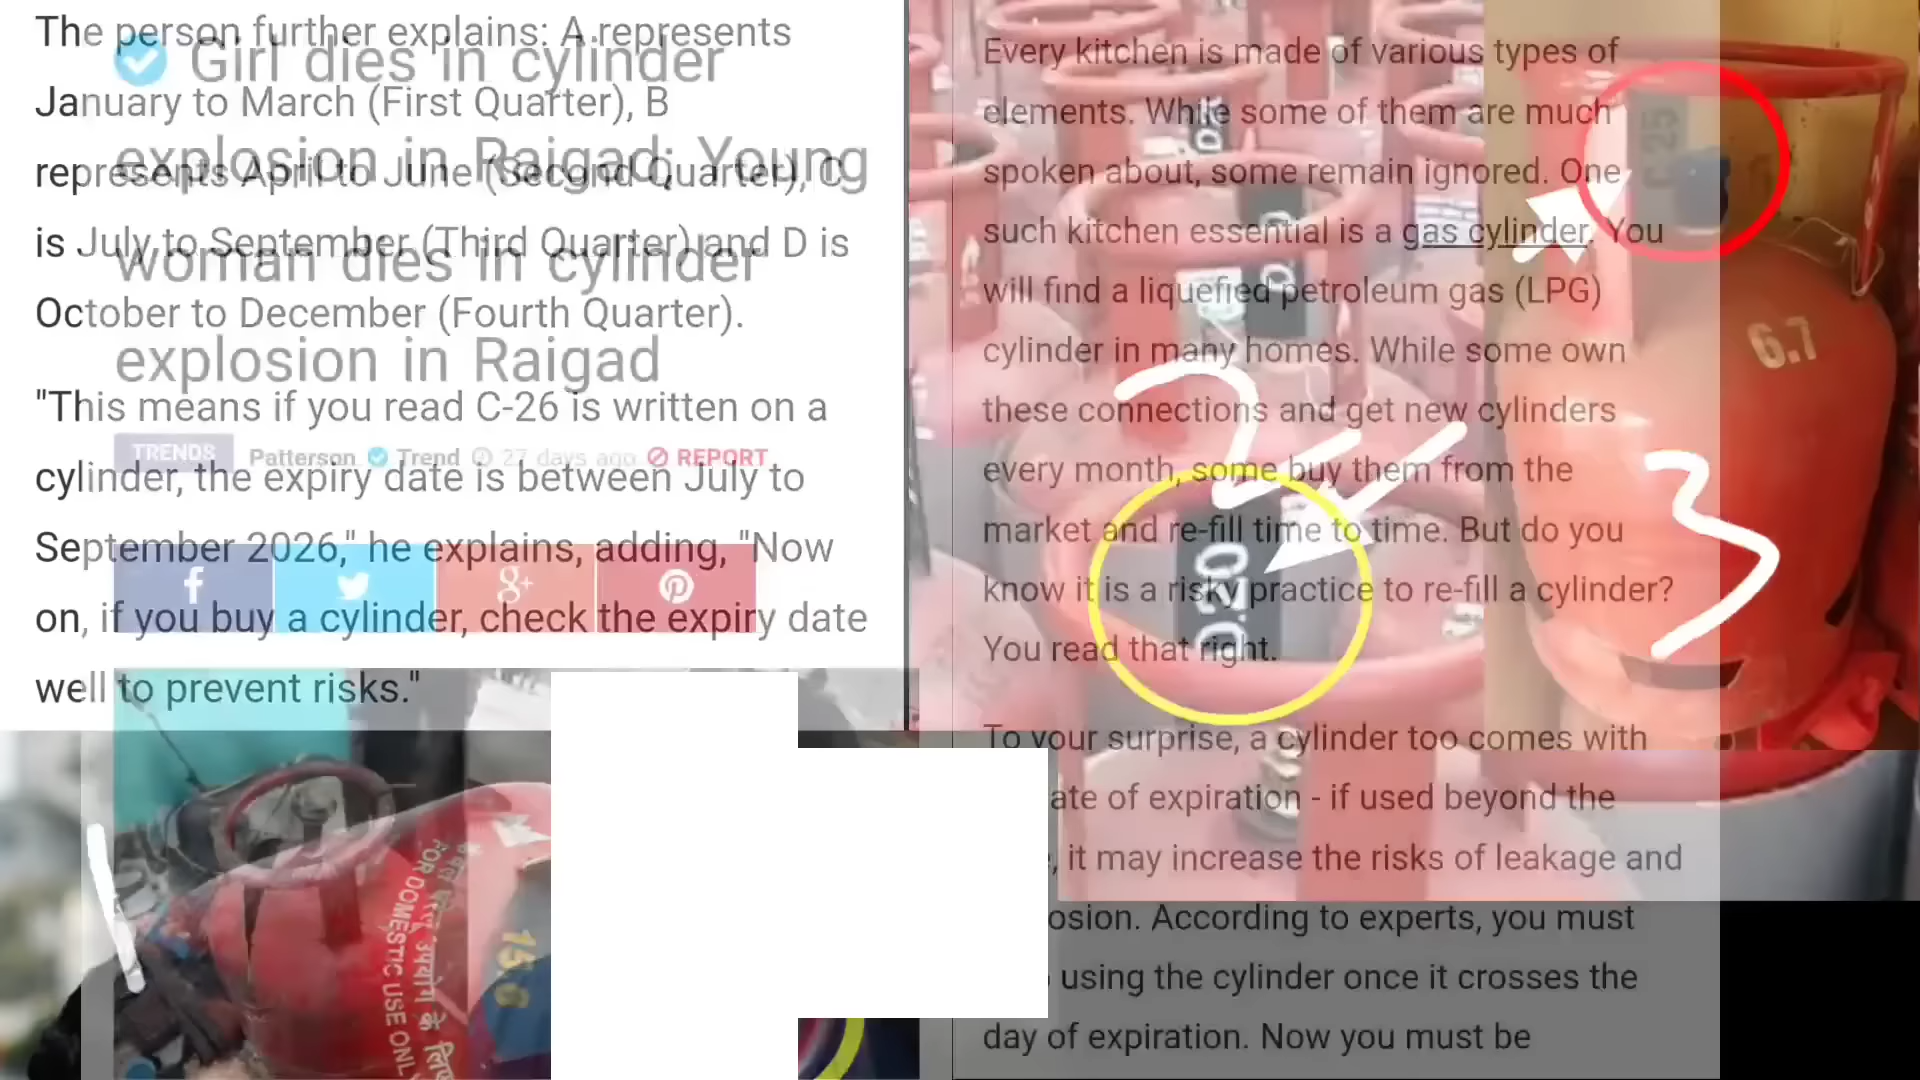 The person further explains: A represents
January to March (First Quarter), B
represents April to June (Second Quarter), C
is July to September (Third Quarter) and D is
October to December (Fourth Quarter).
"This means if you read C-26 is written on a
cylinder, the expiry date is between July to
September 2026," he explains, adding, "Now
on, if you buy a cylinder, check the expiry date
well to prevent risks."
Girl dies in cylinder
explosion in Raigad; Young
woman dies in cylinder
explosion in Raigad
TRENDS Patterson Trend 27 days ago REPORT
f g+
FOR DOMESTIC USE ONL
15.6
Every kitchen is made of various types of
elements. While some of them are much
spoken about, some remain ignored. One
such kitchen essential is a gas cylinder. You
will find a liquefied petroleum gas (LPG)
cylinder in many homes. While some own
these connections and get new cylinders
every month, some buy them from the
market and re-fill time to time. But do you
know it is a risky practice to re-fill a cylinder?
You read that right.
To your surprise, a cylinder too comes with
ate of expiration - if used beyond the
, it may increase the risks of leakage and
osion. According to experts, you must
using the cylinder once it crosses the
day of expiration. Now you must be
2
D.20
C-25
6.7
3